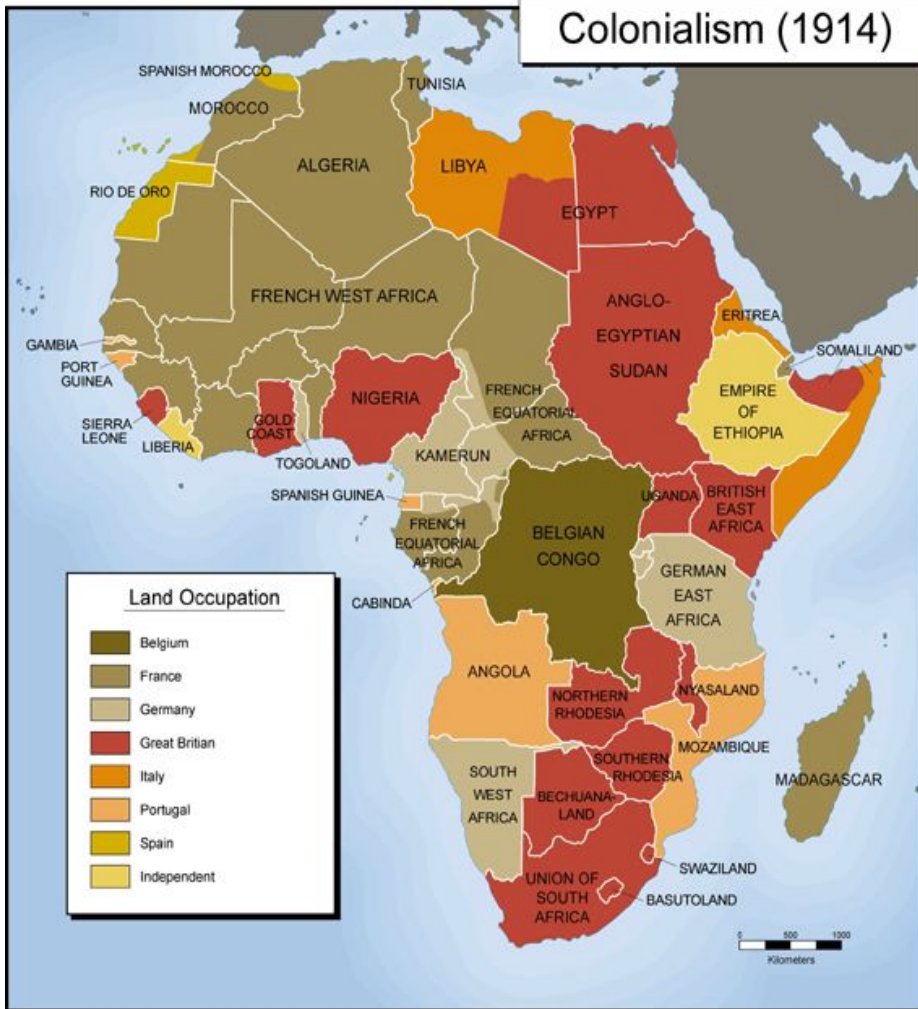 Colonialism (1914)
SPANISH MOROCCO
MOROCCO
TUNISIA
ALGERIA
LIBYA
EGYPT
RIO DE ORO
FRENCH WEST AFRICA
ANGLO-
EGYPTIAN
SUDAN
ERITREA
SOMALILAND
GAMBIA
PORT
GUINEA
SIERRA
LEONE
LIBERIA
GOLD
COAST
TOGOLAND
NIGERIA
KAMERUN
FRENCH
EQUATORIAL
AFRICA
EMPIRE
OF
ETHIOPIA
SPANISH GUINEA
FRENCH
EQUATORIAL
AFRICA
CABINDA
BELGIAN
CONGO
UGANDA
BRITISH
EAST
AFRICA
GERMAN
EAST
AFRICA
ANGOLA
NORTHERN
RHODESIA
NYASALAND
MOZAMBIQUE
SOUTHERN
RHODESIA
MADAGASCAR
SOUTH
WEST
AFRICA
BECHUANA-
LAND
SWAZILAND
UNION OF
SOUTH
AFRICA
BASUTOLAND
Land Occupation
Belgium
France
Germany
Great Britian
Italy
Portugal
Spain
Independent
0 500 1000
Kilometers